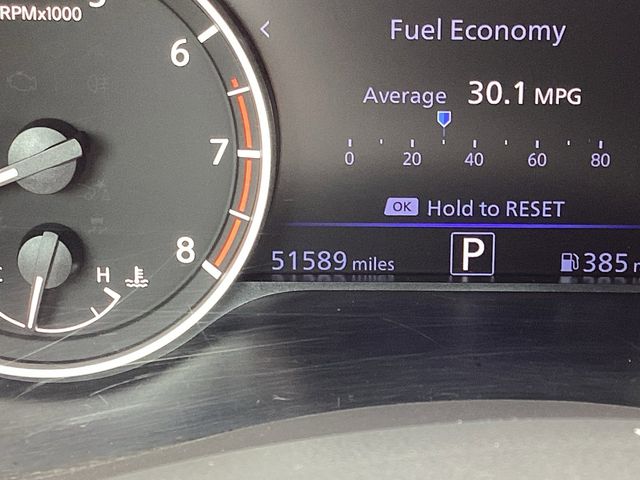 RPMx1000
5
6
7
8
H
Fuel Economy
Average 30.1 MPG
0 20 40 60 80
OK Hold to RESET
51589 miles P 385